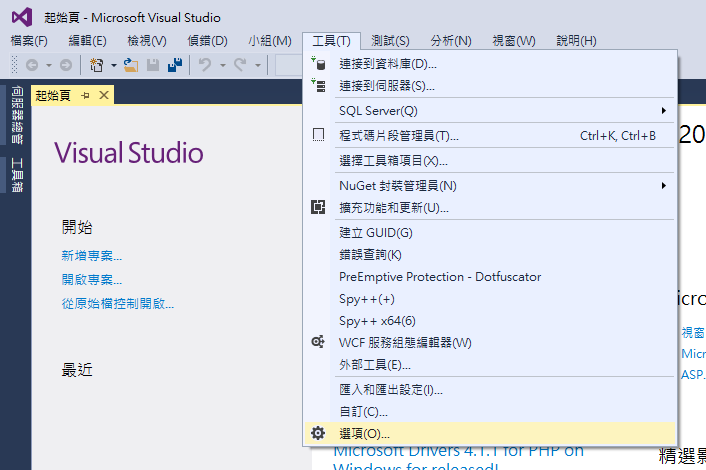 起始頁 - Microsoft Visual Studio
檔案(F) 編輯(E) 檢視(V) 偵錯(D) 小組(M) 工具(T) 測試(S) 分析(N) 視窗(W) 說明(H)
伺服器總管
工具箱
起始頁
Visual Studio
開始
新增專案...
開啟專案...
從原始檔控制開啟...
最近
連接到資料庫(D)...
連接到伺服器(S)...
SQL Server(Q)
程式碼片段管理員(T)... Ctrl+K, Ctrl+B
選擇工具箱項目(X)...
NuGet 封裝管理員(N)
擴充功能和更新(U)...
建立 GUID(G)
錯誤查詢(K)
PreEmptive Protection - Dotfuscator
Spy++(+)
Spy++ x64(6)
WCF 服務組態編輯器(W)
外部工具(E)...
匯入和匯出設定(I)...
自訂(C)...
選項(O)...
20
icro
視窗
Micr
ASP.
Microsoft Drivers 4.1.1 for PHP on
Windows for released!
精選影